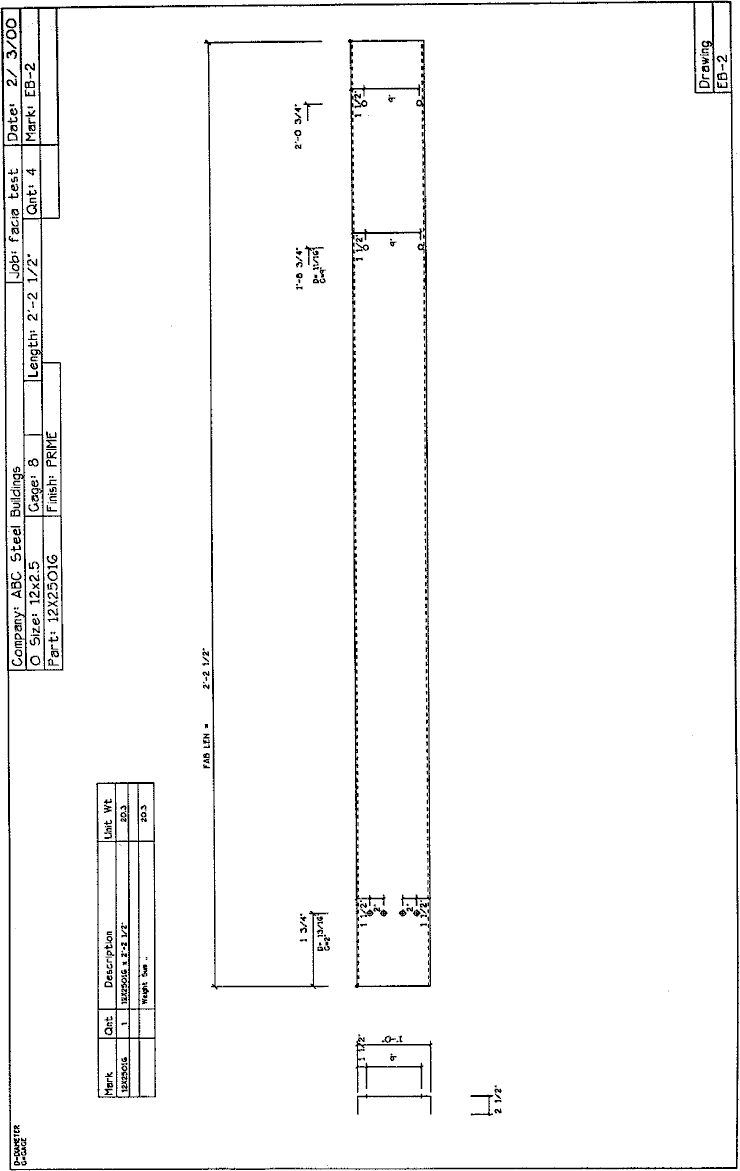 Company: ABC Steel Buildings
Job: facia test
Date: 2/ 3/00
O Size: 12x2.5
Gage: 8
Length: 2'-2 1/2"
Qnt: 4
Mark: EB-2
Part: 12X25016
Finish: PRIME
Mark
Qnt
Description
Unit Wt
12X25016
1
12X25016 x 2'-2 1/2"
20.3
Weight Sum .
20.3
D=DIAMETER
G=GAGE
FAB LEN =
2'-2 1/2"
1 3/4"
D= 13/16
G=2"
1'-8 3/4"
D= 11/16
G=9"
2'-0 3/4"
1 1/2"
9"
1'-0"
1 1/2"
2"
2"
1 1/2"
1 1/2"
9"
1 1/2"
9"
2 1/2"
Drawing
EB-2